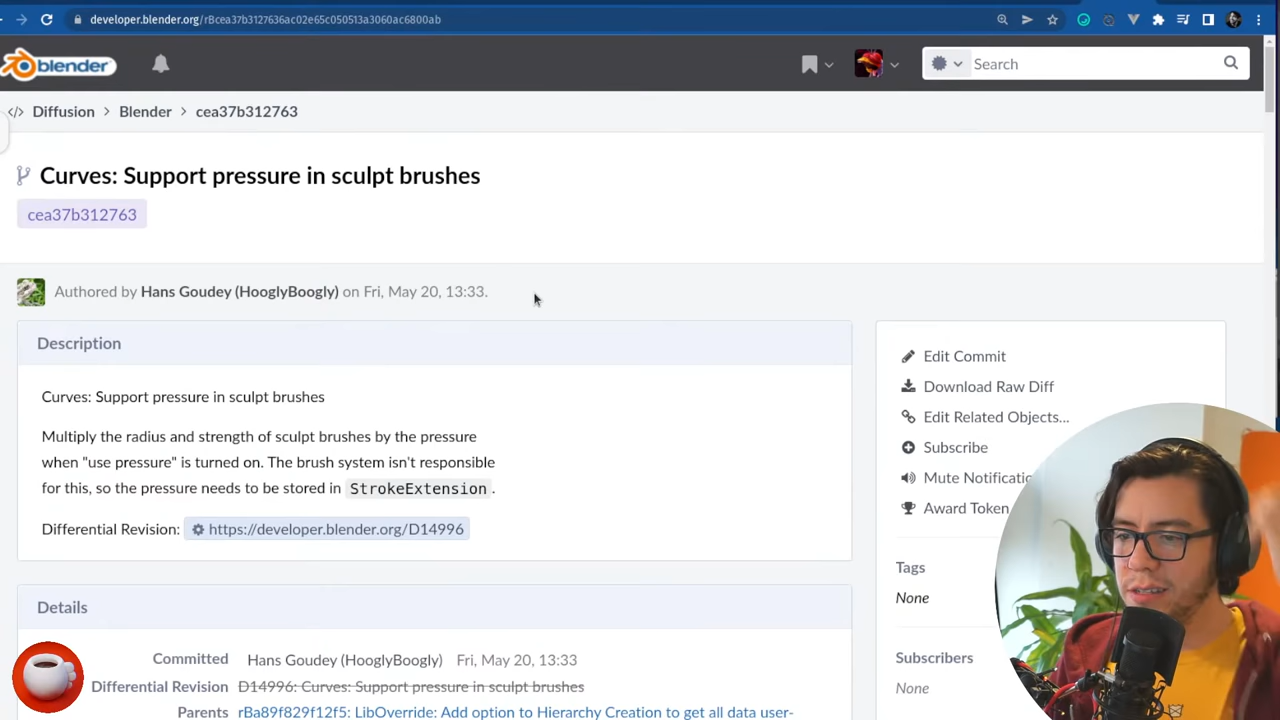 developer.blender.org/rBcea37b3127636ac02e65c050513a3060ac6800ab
blender
Search
Diffusion > Blender > cea37b312763
Curves: Support pressure in sculpt brushes
cea37b312763
Authored by Hans Goudey (HooglyBoogly) on Fri, May 20, 13:33.
Description
Curves: Support pressure in sculpt brushes
Multiply the radius and strength of sculpt brushes by the pressure
when "use pressure" is turned on. The brush system isn't responsible
for this, so the pressure needs to be stored in StrokeExtension.
Differential Revision: https://developer.blender.org/D14996
Edit Commit
Download Raw Diff
Edit Related Objects...
Subscribe
Mute Notificatio
Award Token
Tags
None
Subscribers
None
Details
Committed Hans Goudey (HooglyBoogly) Fri, May 20, 13:33
Differential Revision D14996: Curves: Support pressure in sculpt brushes
Parents rBa89f829f12f5: LibOverride: Add option to Hierarchy Creation to get all data user-